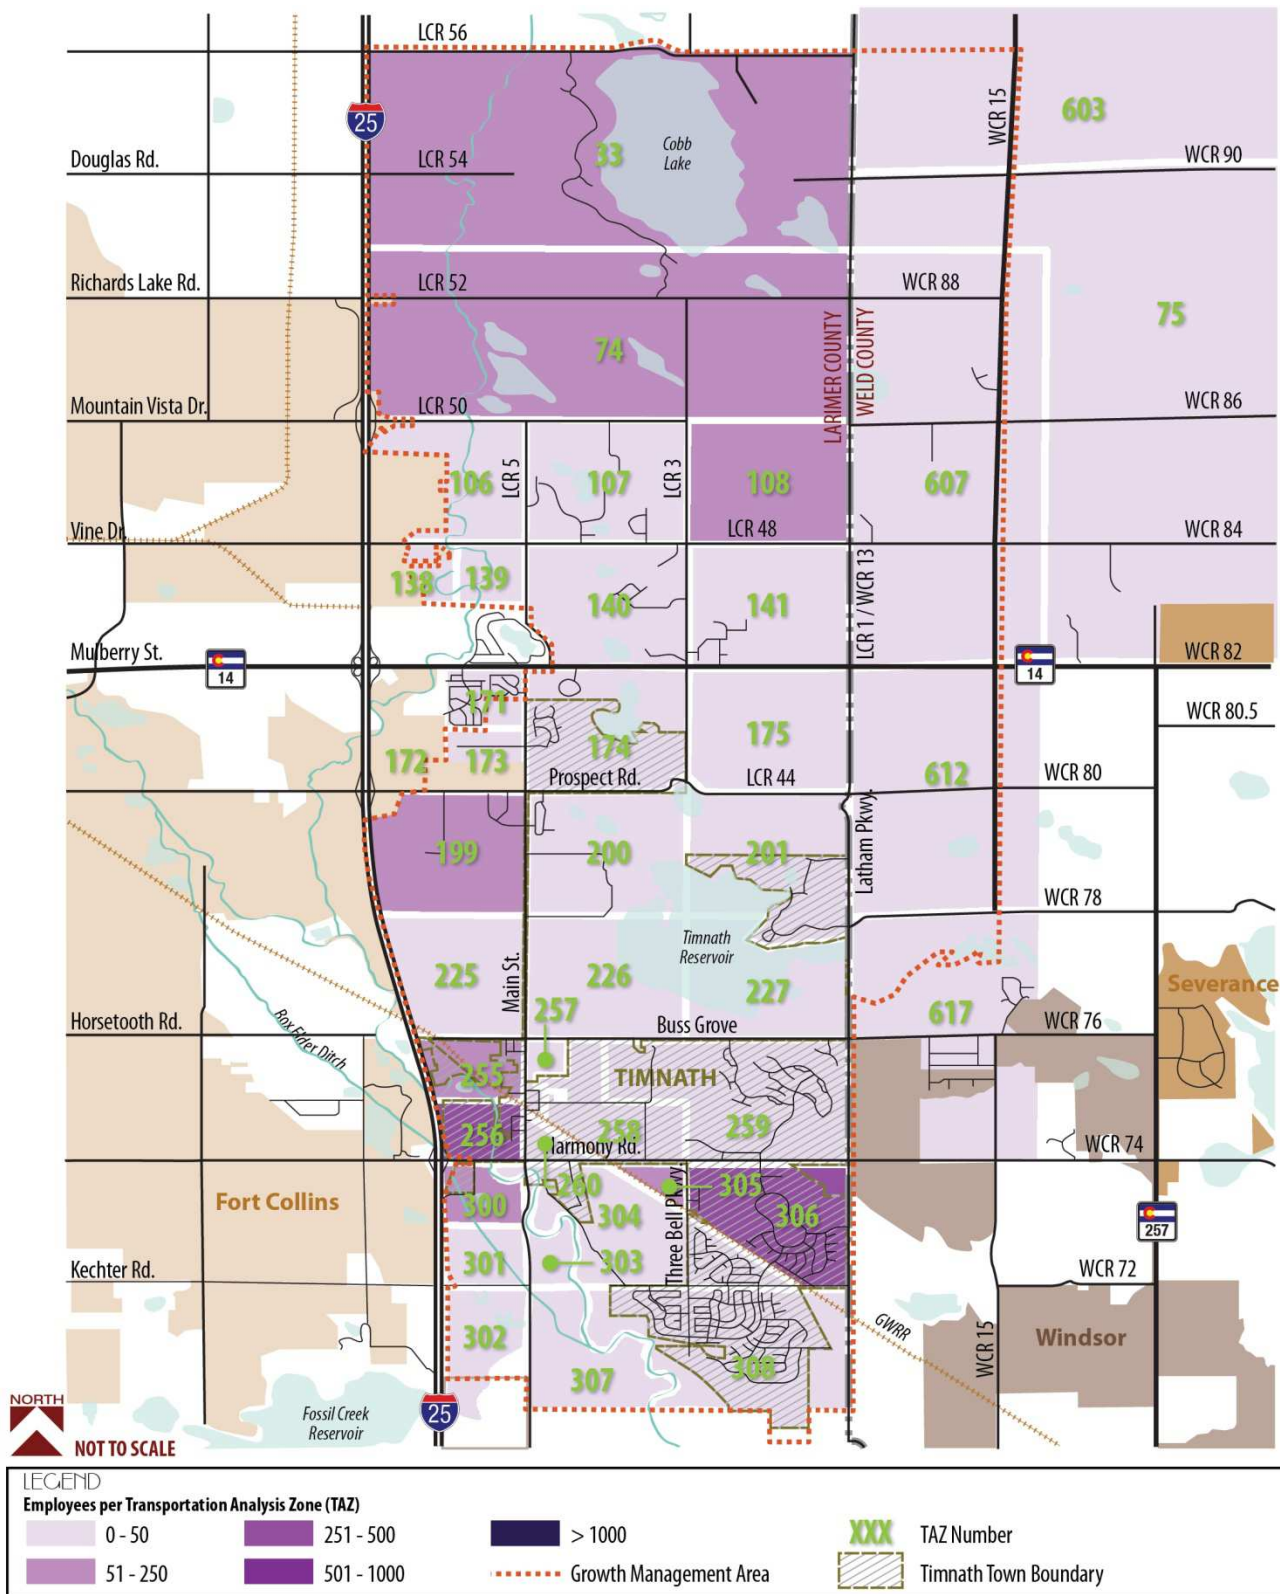 LCR 56
25
WCR 15
603
Douglas Rd.
LCR 54
33
Cobb
Lake
WCR 90
Richards Lake Rd.
LCR 52
WCR 88
75
74
LARIMER COUNTY
WELD COUNTY
Mountain Vista Dr.
LCR 50
WCR 86
106
LCR 5
107
LCR 3
108
607
Vine Dr.
LCR 48
WCR 84
138
139
140
141
LCR 1 / WCR 13
Mulberry St.
14
14
WCR 82
171
WCR 80.5
172
173
174
175
Prospect Rd.
LCR 44
612
WCR 80
199
200
201
Latham Pkwy.
WCR 78
225
Main St.
226
Timnath
Reservoir
227
Severance
257
617
Horsetooth Rd.
Box Elder Ditch
Buss Grove
WCR 76
255
TIMNATH
256
258
259
Harmony Rd.
WCR 74
Fort Collins
300
260
304
Three Bell Pkwy.
305
306
257
301
303
Kechter Rd.
WCR 72
302
GWRR
WCR 15
Windsor
307
308
NORTH
NOT TO SCALE
Fossil Creek
Reservoir
25
LEGEND
Employees per Transportation Analysis Zone (TAZ)
0 - 50
251 - 500
> 1000
XXX
TAZ Number
51 - 250
501 - 1000
Growth Management Area
Timnath Town Boundary